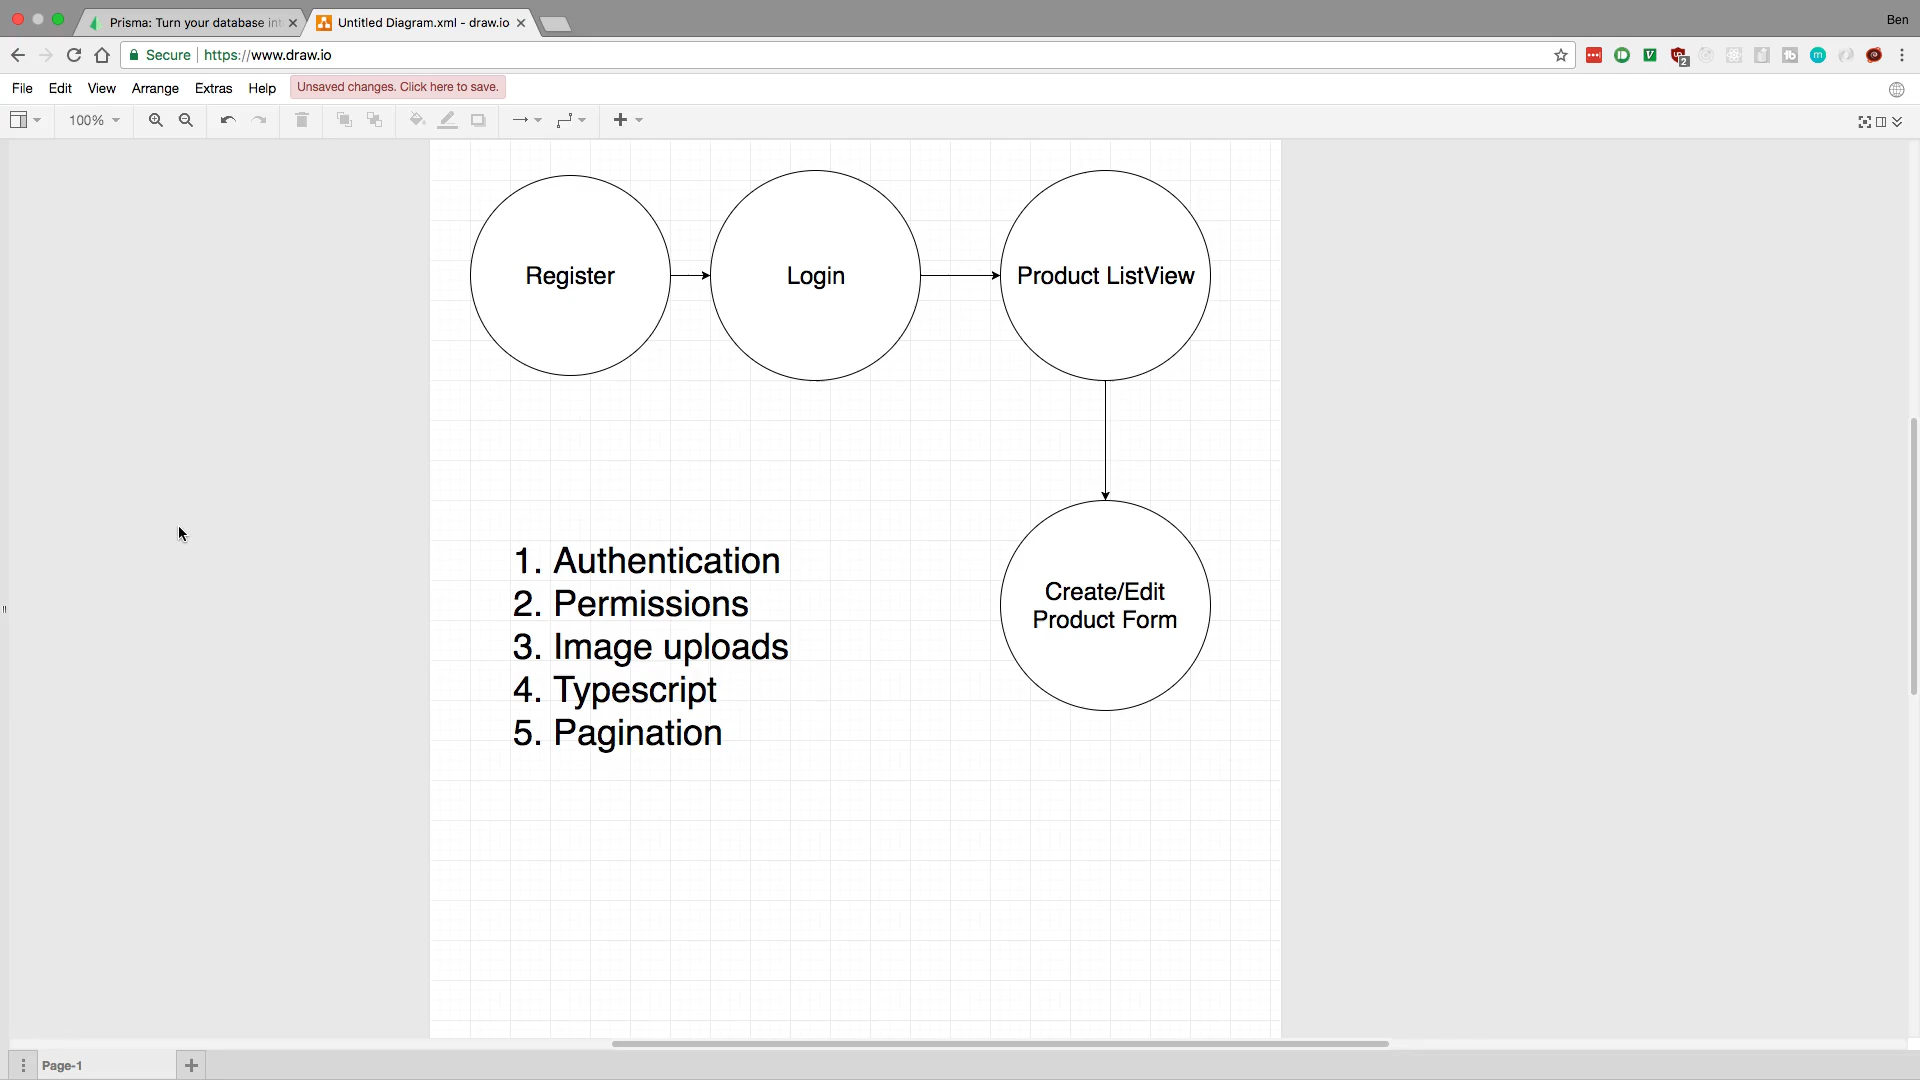 Prisma: Turn your database int
Untitled Diagram.xml - draw.io
Ben
Secure
https://www.draw.io
2
File
Edit
View
Arrange
Extras
Help
Unsaved changes. Click here to save.
100%
Register
Login
Product ListView
Create/Edit
Product Form
1. Authentication
2. Permissions
3. Image uploads
4. Typescript
5. Pagination
Page-1